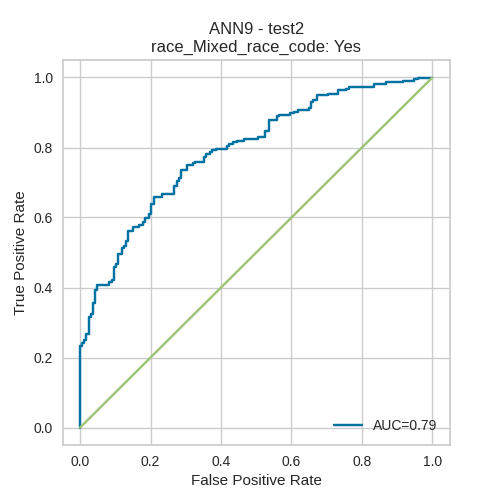 ANN9 - test2
race_Mixed_race_code: Yes
1.0
0.8
0.6
0.4
0.2
0.0
True Positive Rate
AUC=0.79
0.0 0.2 0.4 0.6 0.8 1.0
False Positive Rate